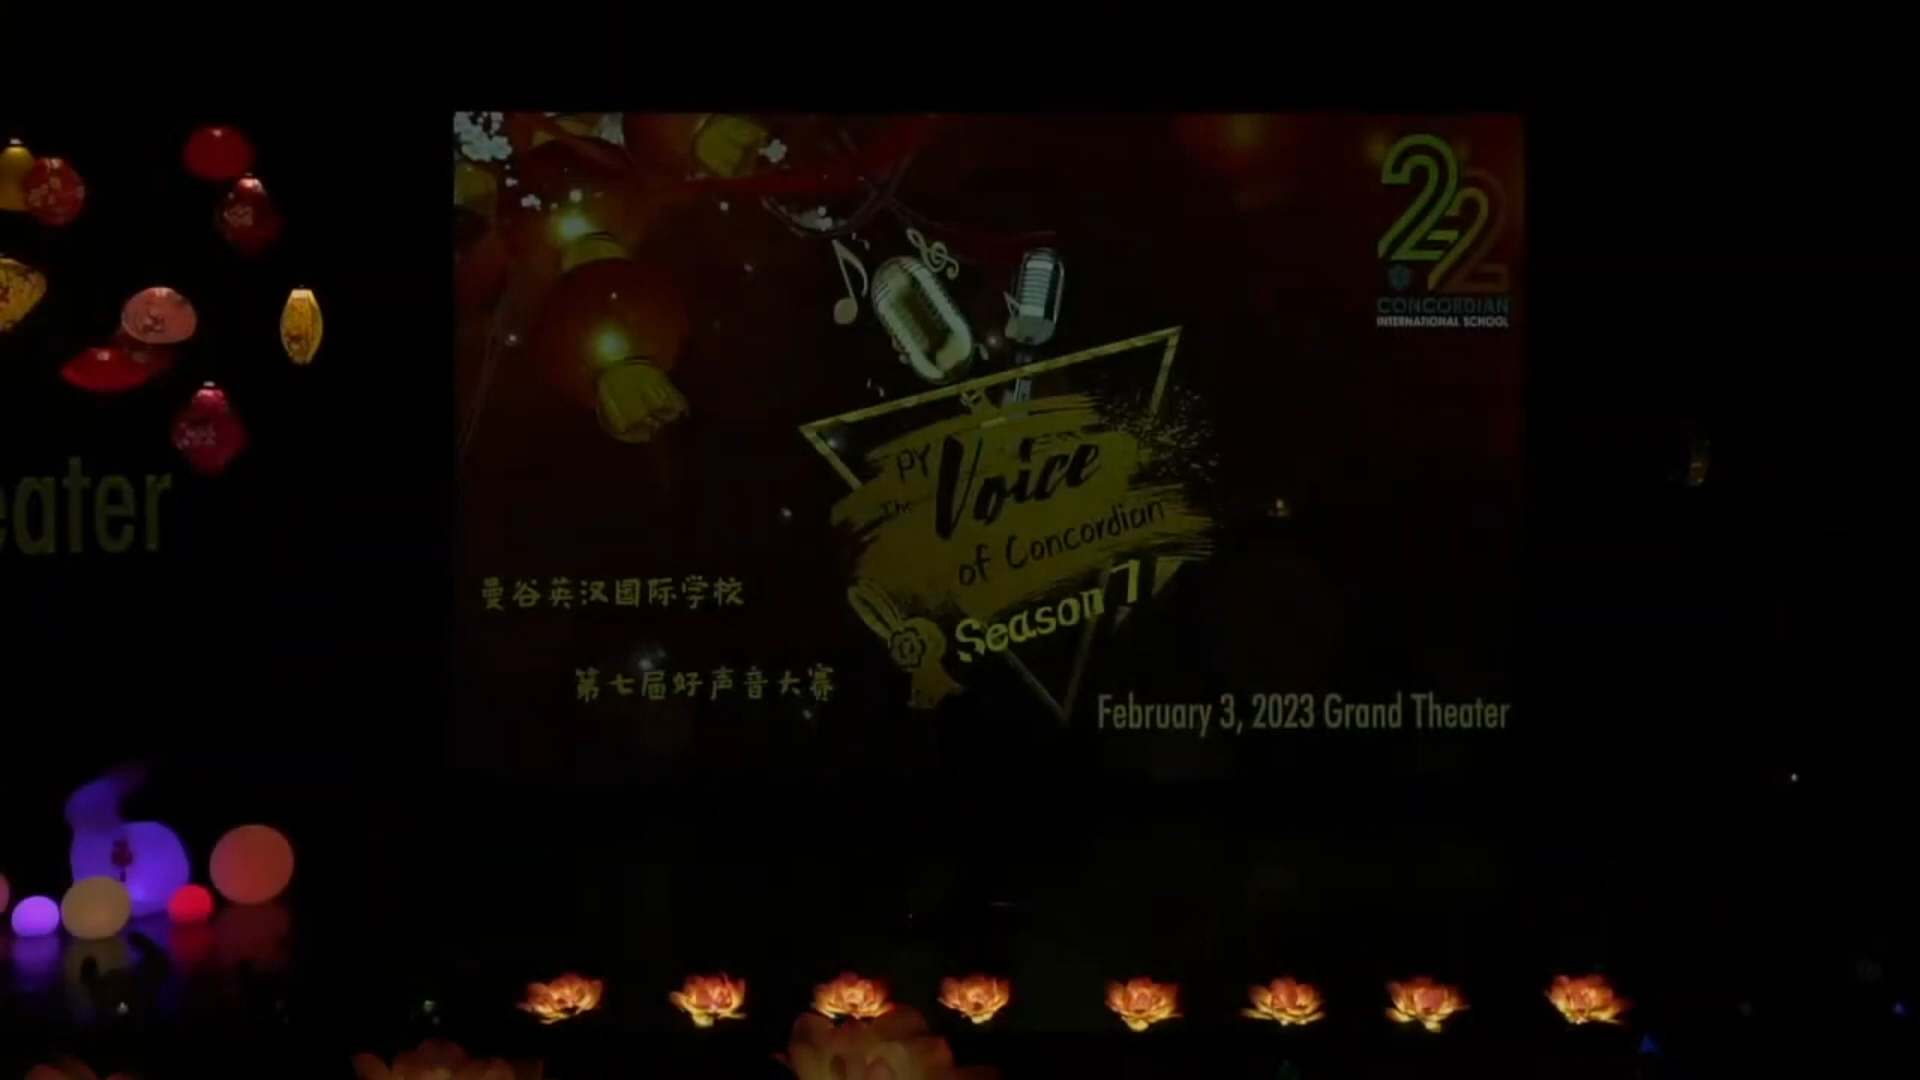 22
CONCORDIAN
INTERNATIONAL SCHOOL
PY
The Voice
of Concordian
Season 7
eater
曼谷英汉国际学校
第七届好声音大赛
February 3, 2023 Grand Theater